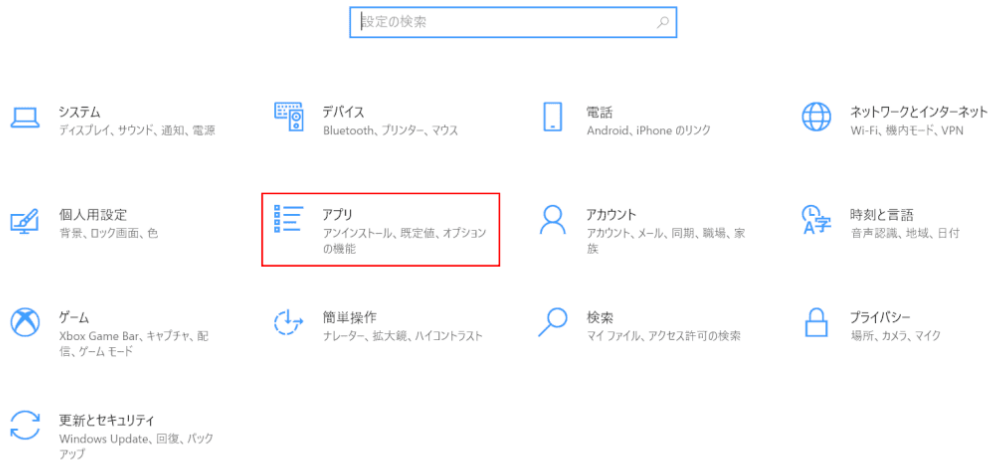 設定の検索
システム
ディスプレイ、サウンド、通知、電源
デバイス
Bluetooth、プリンター、マウス
電話
Android、iPhone のリンク
ネットワークとインターネット
Wi-Fi、機内モード、VPN
個人用設定
背景、ロック画面、色
アプリ
アンインストール、既定値、オプション
の機能
アカウント
アカウント、メール、同期、職場、家
族
時刻と言語
音声認識、地域、日付
ゲーム
Xbox Game Bar、キャプチャ、配
信、ゲーム モード
簡単操作
ナレーター、拡大鏡、ハイコントラスト
検索
マイ ファイル、アクセス許可の検索
プライバシー
場所、カメラ、マイク
更新とセキュリティ
Windows Update、回復、バック
アップ